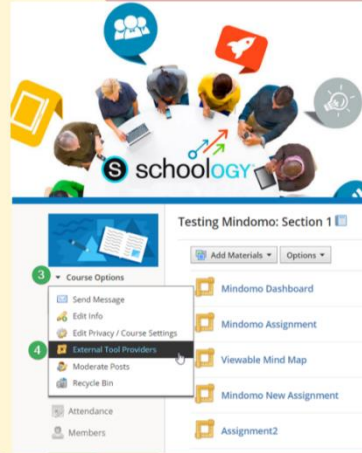 S schoology
Testing Mindomo: Section 1
3
Course Options
Add Materials
Options
Send Message
Edit Info
Edit Privacy / Course Settings
4
External Tool Providers
Moderate Posts
Recycle Bin
Attendance
Members
Mindomo Dashboard
Mindomo Assignment
Viewable Mind Map
Mindomo New Assignment
Assignment2